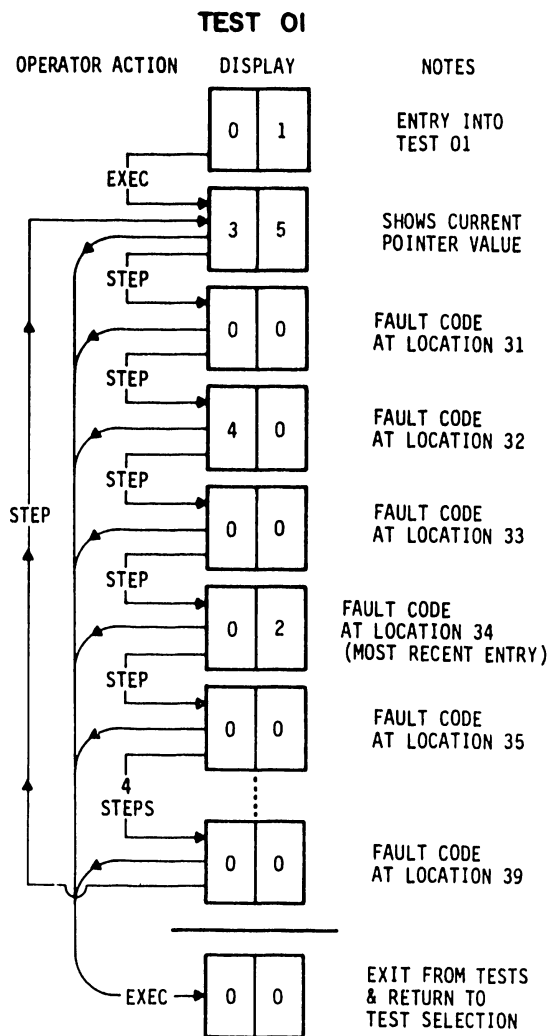 TEST 01
OPERATOR ACTION DISPLAY NOTES
0 1
ENTRY INTO
TEST 01
EXEC
3 5
SHOWS CURRENT
POINTER VALUE
STEP
0 0
FAULT CODE
AT LOCATION 31
STEP
4 0
FAULT CODE
AT LOCATION 32
STEP
0 0
FAULT CODE
AT LOCATION 33
STEP
STEP
0 2
FAULT CODE
AT LOCATION 34
(MOST RECENT ENTRY)
STEP
0 0
FAULT CODE
AT LOCATION 35
4
STEPS
0 0
FAULT CODE
AT LOCATION 39
EXEC
0 0
EXIT FROM TESTS
& RETURN TO
TEST SELECTION